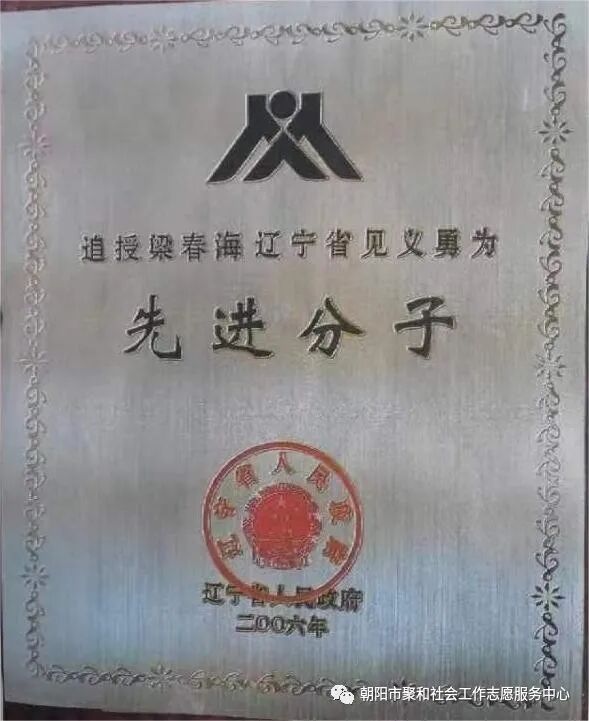 追授梁春海辽宁省见义勇为
先进分子
辽宁省人民政府
辽宁省人民政府
二00六年
朝阳市聚和社会工作志愿服务中心